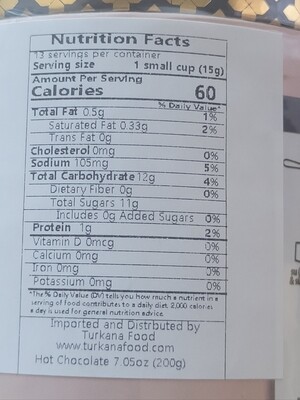 Nutrition Facts
13 servings per container
Serving size 1 small cup (15g)
Amount Per Serving
Calories 60
% Daily Value*
Total Fat 0.5g 1%
Saturated Fat 0.33g 2%
Trans Fat 0g
Cholesterol 0mg 0%
Sodium 105mg 5%
Total Carbohydrate 12g 4%
Dietary Fiber 0g 0%
Total Sugars 11g
Includes 0g Added Sugars 0%
Protein 1g 2%
Vitamin D 0mcg 0%
Calcium 0mg 0%
Iron 0mg 0%
Potassium 0mg 0%
*The % Daily Value (DV) tells you how much a nutrient in a
serving of food contributes to a daily diet. 2,000 calories
a day is used for general nutrition advice.
Imported and Distributed by
Turkana Food
www.turkanafood.com
Hot Chocolate 7.05oz (200g)